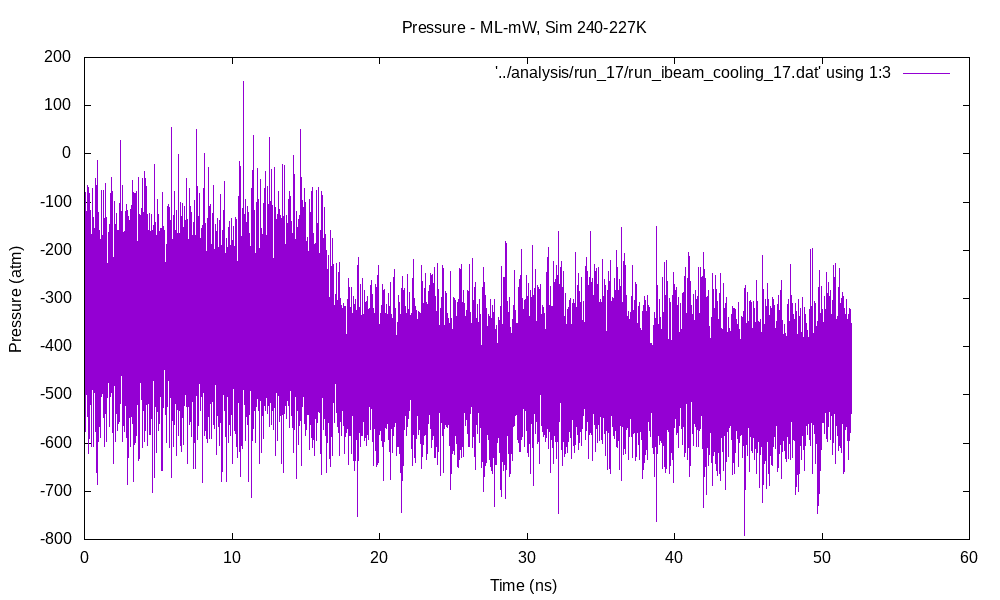 Pressure - ML-mW, Sim 240-227K
'../analysis/run_17/run_ibeam_cooling_17.dat' using 1:3
200
100
0
-100
-200
-300
-400
-500
-600
-700
-800
Pressure (atm)
0 10 20 30 40 50 60
Time (ns)